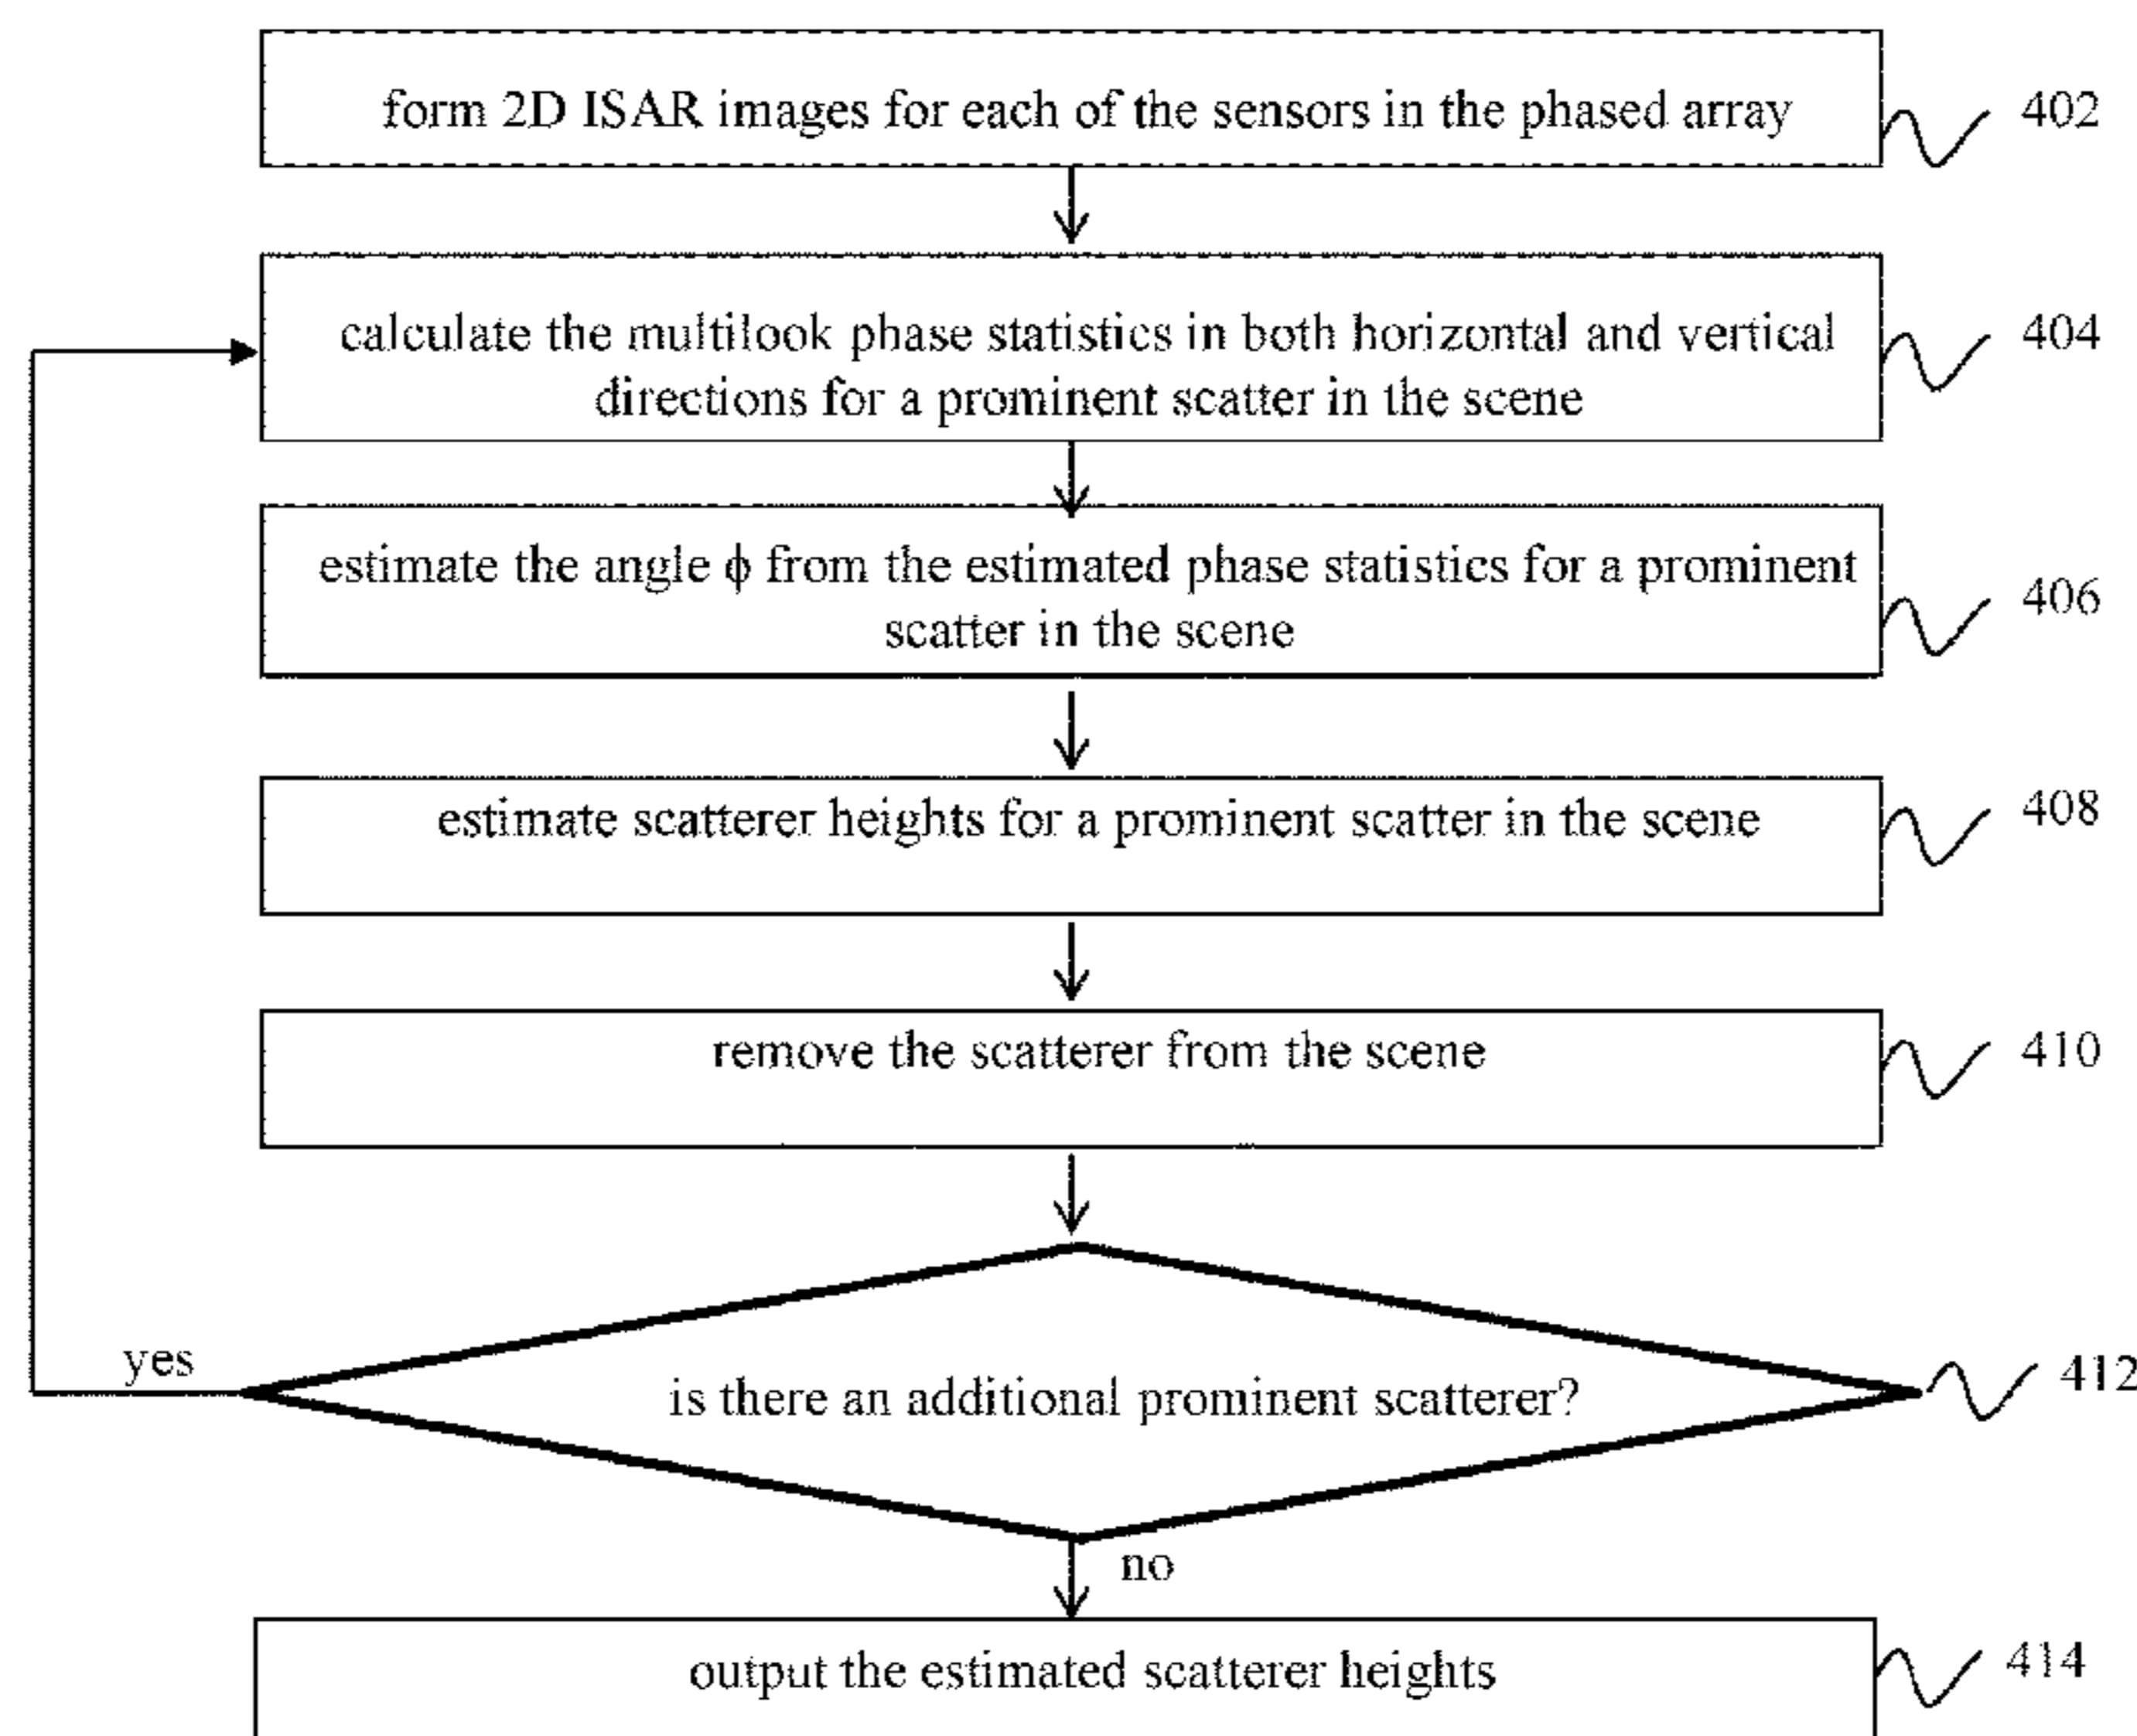 form 2D ISAR images for each of the sensors in the phased array
402
calculate the multilook phase statistics in both horizontal and vertical
directions for a prominent scatter in the scene
404
estimate the angle ϕ from the estimated phase statistics for a prominent
scatter in the scene
406
estimate scatterer heights for a prominent scatter in the scene
408
remove the scatterer from the scene
410
yes
is there an additional prominent scatterer?
412
no
output the estimated scatterer heights
414